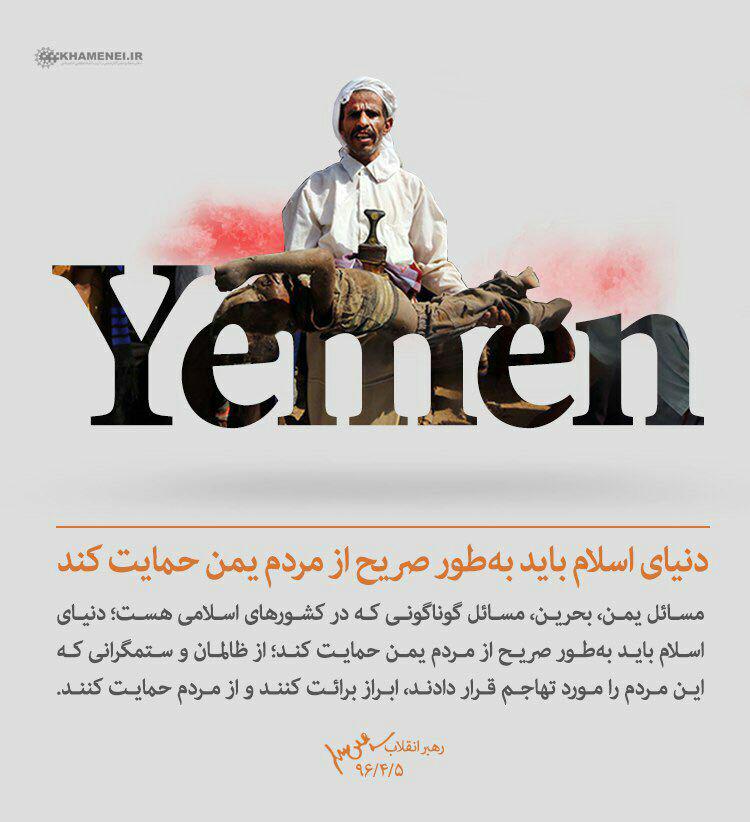 KHAMENEI.IR
Yemen
دنیای اسلام باید به‌طور صریح از مردم یمن حمایت کند
مسائل یمن، بحرین، مسائل گوناگونی که در کشورهای اسلامی هست؛ دنیای
اسلام باید به‌طور صریح از مردم یمن حمایت کند؛ از ظالمان و ستمگرانی که
این مردم را مورد تهاجم قرار دادند، ابراز برائت کنند و از مردم حمایت کنند.
رهبر انقلاب
۹۶/۴/۵